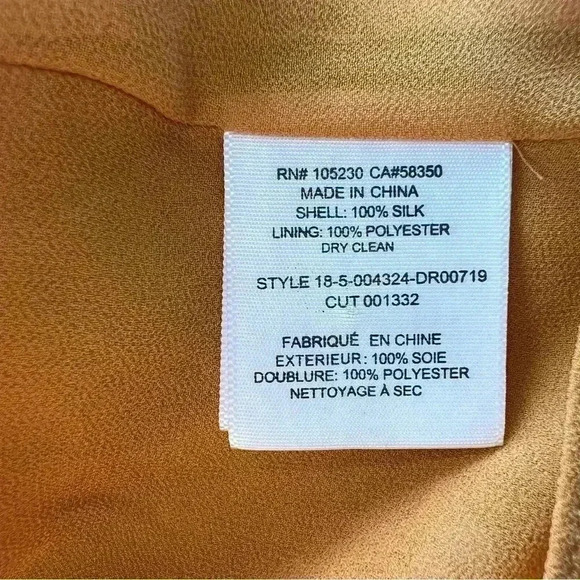 RN# 105230 CA#58350
MADE IN CHINA
SHELL: 100% SILK
LINING: 100% POLYESTER
DRY CLEAN
STYLE 18-5-004324-DR00719
CUT 001332
FABRIQUÉ EN CHINE
EXTERIEUR: 100% SOIE
DOUBLURE: 100% POLYESTER
NETTOYAGE À SEC